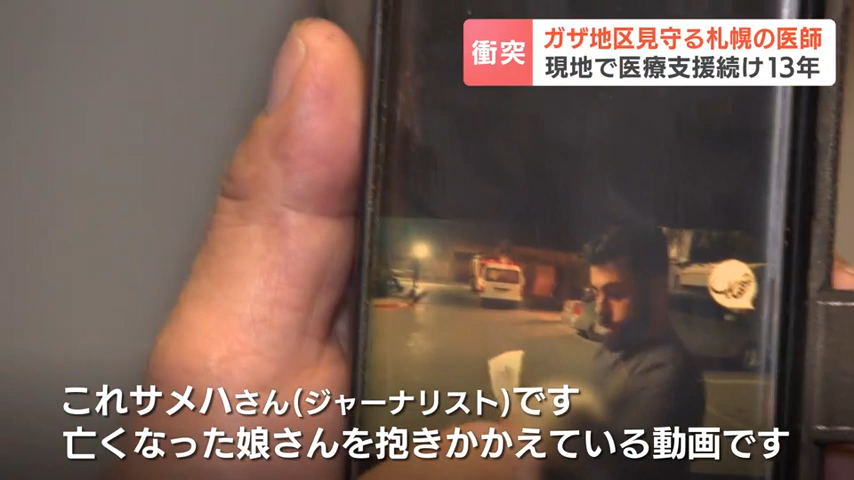 衝突
ガザ地区見守る札幌の医師
現地で医療支援続け13年
これサメハさん(ジャーナリスト)です
亡くなった娘さんを抱きかかえている動画です